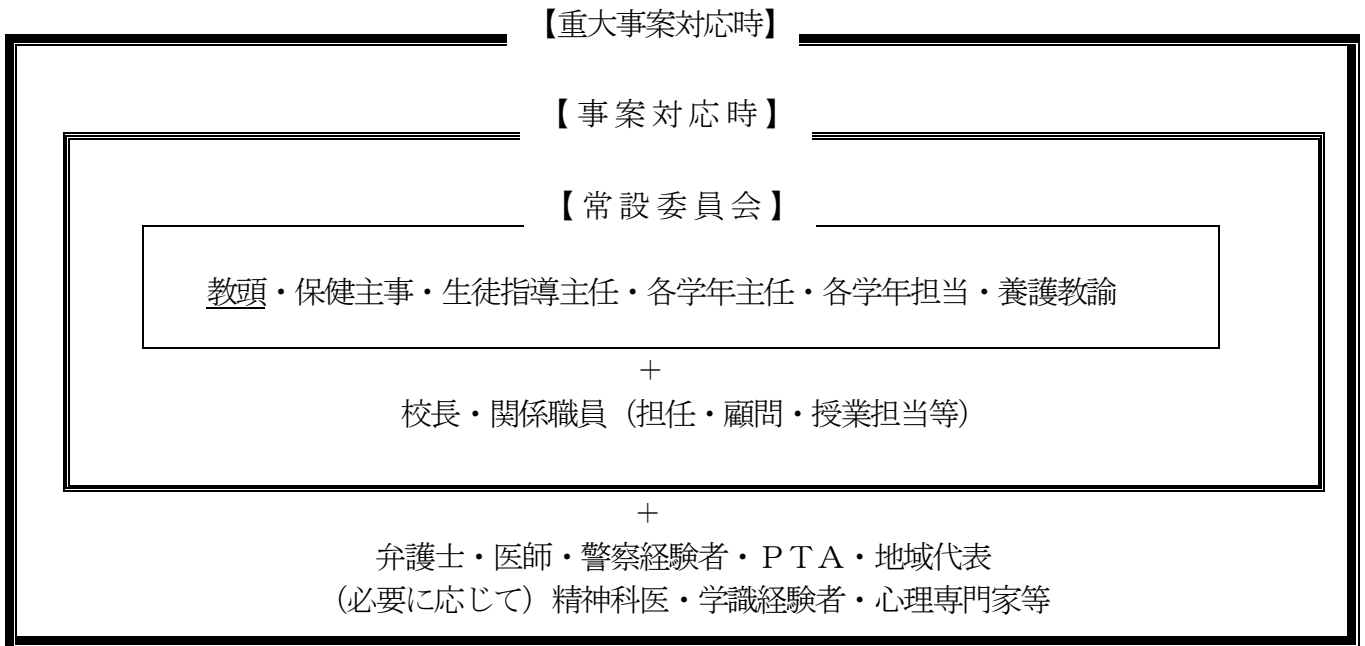 【重大事案対応時】
【事案対応時】
【常設委員会】
教頭・保健主事・生徒指導主任・各学年主任・各学年担当・養護教諭
＋
校長・関係職員（担任・顧問・授業担当等）
＋
弁護士・医師・警察経験者・ＰＴＡ・地域代表
（必要に応じて）精神科医・学識経験者・心理専門家等